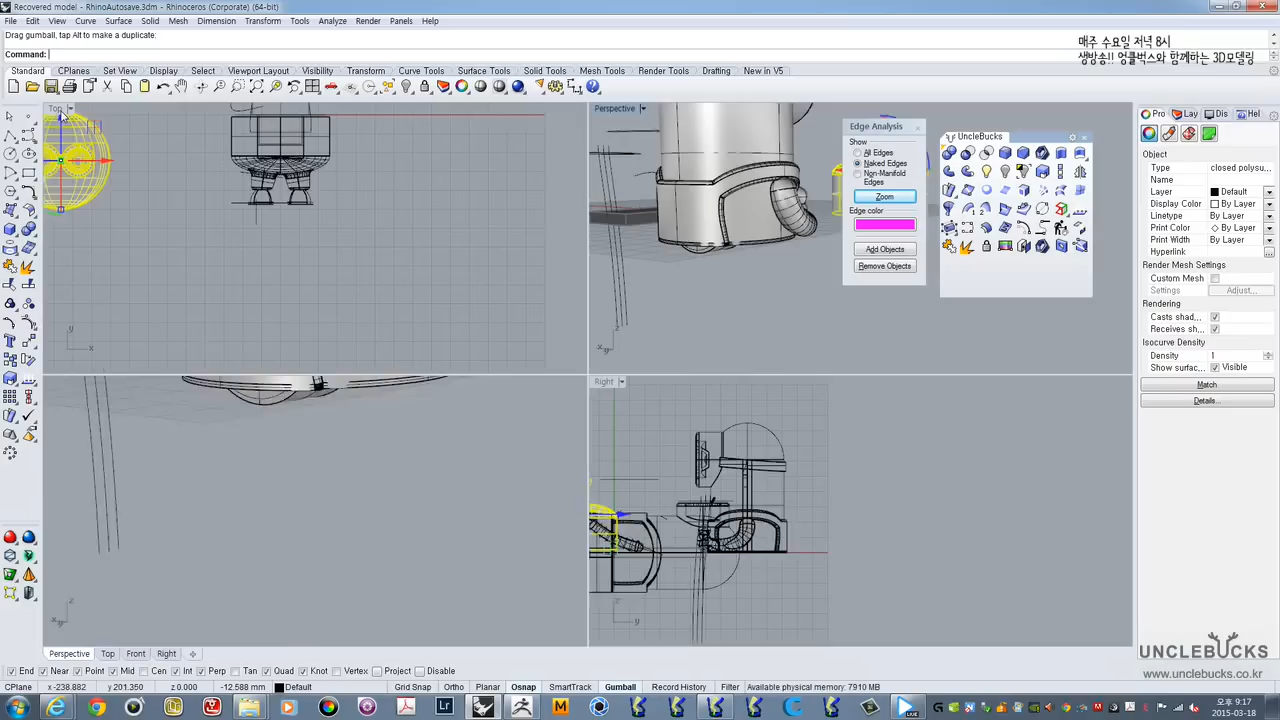 Recovered model - RhinoAutosave.3dm - Rhinoceros (Corporate) (64-bit)
File Edit View Curve Surface Solid Mesh Dimension Transform Tools Analyze Render Panels Help
Drag gumball, tap Alt to make a duplicate:
Command:
매주 수요일 저녁 8시
생방송!! 엉클벅스와 함께하는 3D모델링
Standard CPlanes Set View Display Select Viewport Layout Visibility Transform Curve Tools Surface Tools Solid Tools Mesh Tools Render Tools Drafting New in V5
Top
Perspective
Edge Analysis
Show
All Edges
Naked Edges
Non-Manifold
Edges
Zoom
Edge color
Add Objects
Remove Objects
UncleBucks
Pro Lay Dis Hel
Object
Type closed polysu...
Name
Layer Default
Display Color By Layer
Linetype By Layer
Print Color By Layer
Print Width By Layer
Hyperlink ...
Render Mesh Settings
Custom Mesh
Settings Adjust...
Rendering
Casts shad...
Receives sh...
Isocurve Density
Density 1
Show surfac... Visible
Match
Details...
y
x
z
x y
Right
z
x y
z
y
Perspective Top Front Right
UNCLEBUCKS
www.unclebucks.co.kr
End Near Point Mid Cen Int Perp Tan Quad Knot Vertex Project Disable
CPlane x -238.882 y 201.350 z 0.000 -12.588 mm Default Grid Snap Ortho Planar Osnap SmartTrack Gumball Record History Filter Available physical memory: 7910 MB
오후 9:17
2015-03-18